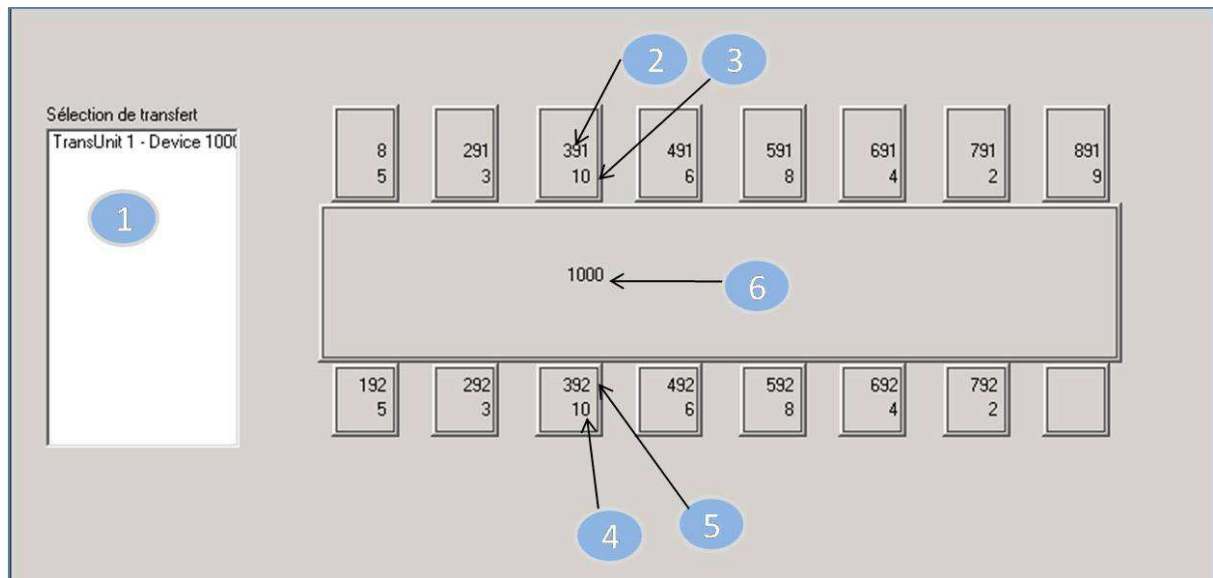 2 3
Sélection de transfert
TransUnit 1 - Device 100
1
8 291 391 491 591 691 791 891
5 3 10 6 8 4 2 9
1000
6
192 292 392 492 592 692 792
5 3 10 6 8 4 2
4 5